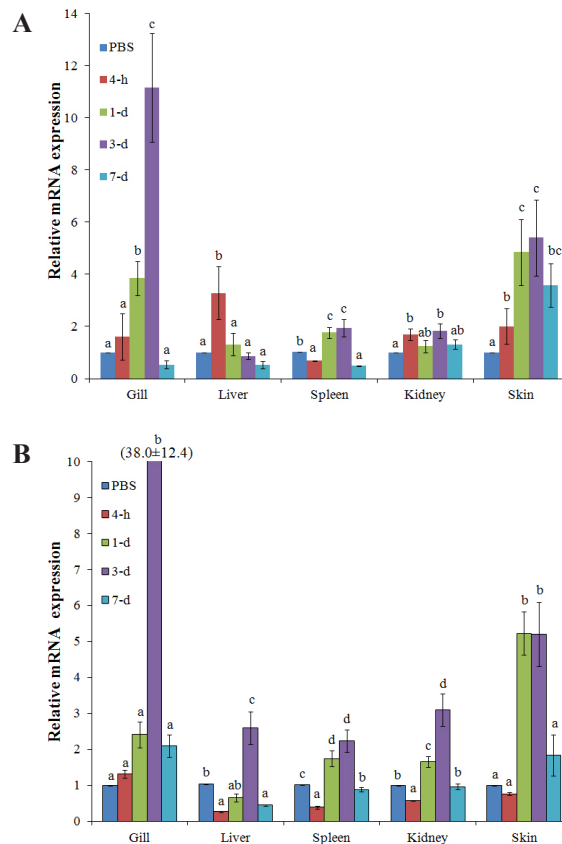 A
14
12
10
8
6
4
2
0
Relative mRNA expression
PBS
4-h
1-d
3-d
7-d
a a b c a
a b a a a
b a c c a
a b ab b ab
a b c c bc
Gill Liver Spleen Kidney Skin
B
b
(38.0±12.4)
10
9
8
7
6
5
4
3
2
1
0
Relative mRNA expression
PBS
4-h
1-d
3-d
7-d
a a a a
b a ab c a
c a d d b
b a c d b
a a b b a
Gill Liver Spleen Kidney Skin